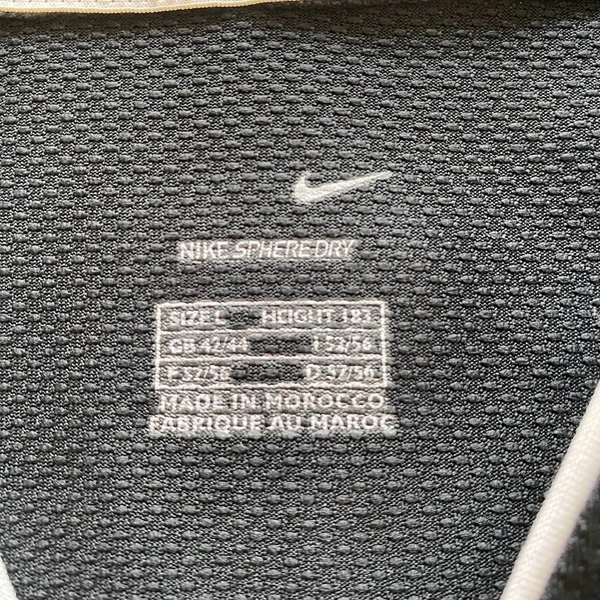 NIKE SPHERE DRY
SIZE L HEIGHT 183
GB 42/44 I 52/56
F 52/56 D 52/56
MADE IN MOROCCO
FABRIQUE AU MAROC